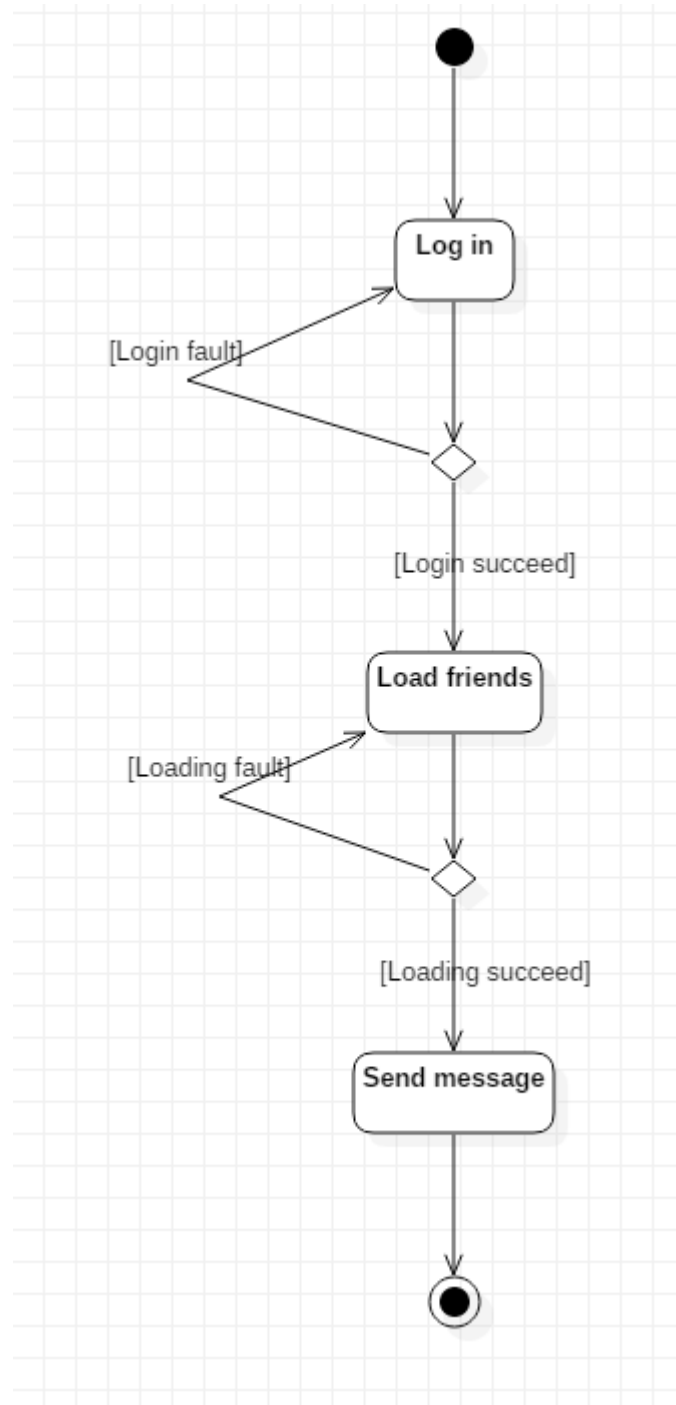 Log in
[Login fault]
[Login succeed]
Load friends
[Loading fault]
[Loading succeed]
Send message